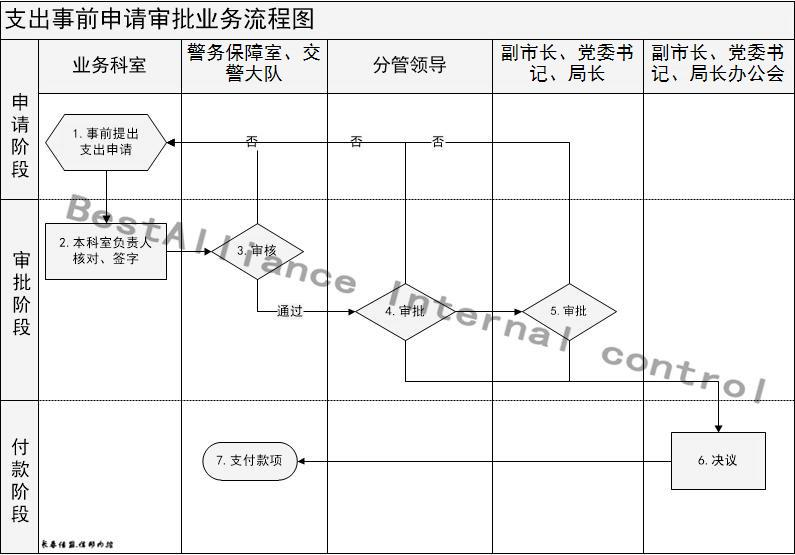 支出事前申请审批业务流程图
业务科室
警务保障室、交
警大队
分管领导
副市长、党委书
记、局长
副市长、党委书
记、局长办公会
申请阶段
1.事前提出
支出申请
否
否
否
审批阶段
2.本科室负责人
核对、签字
3.审核
通过
4.审批
5.审批
BestAlliance Internal control
付款阶段
7.支付款项
6.决议